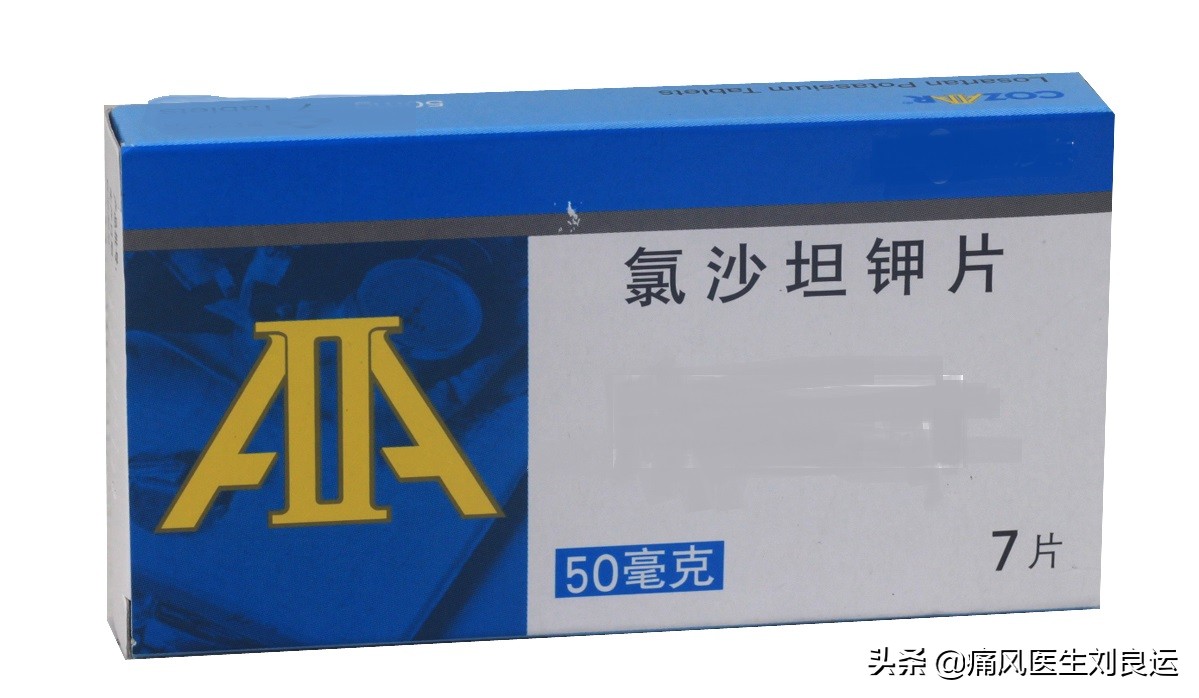 COZAAR
Losartan Potassium Tablets
氯沙坦钾片
50毫克
7片
头条 @痛风医生刘良运